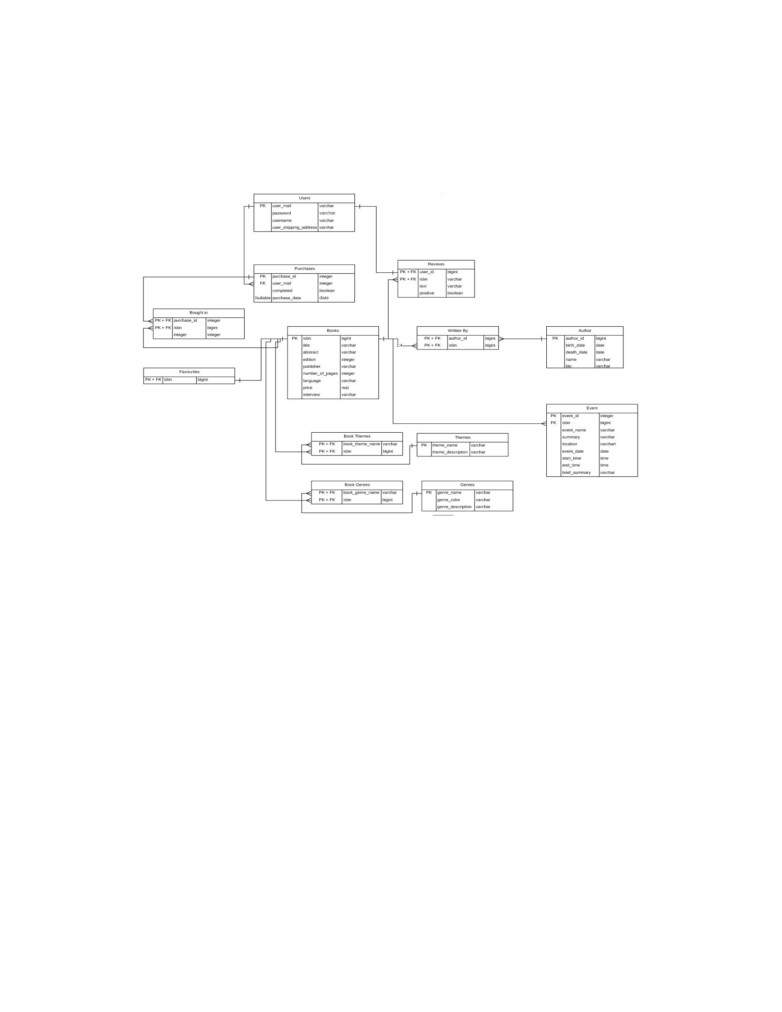 Users
PK user_mail varchar
password varchar
username varchar
user_shipping_address varchar
Purchases
PK purchase_id integer
FK user_mail integer
completed boolean
Nullable purchase_date date
Reviews
PK + FK user_id bigint
PK + FK isbn varchar
text varchar
positive boolean
Bought in
PK + FK purchase_id integer
PK + FK isbn bigint
integer integer
Books
PK isbn bigint
title varchar
abstract varchar
edition integer
publisher varchar
number_of_pages integer
language varchar
price real
interview varchar
Written By
PK + FK author_id bigint
PK + FK isbn bigint
Author
PK author_id bigint
birth_date date
death_date date
name varchar
bio varchar
Favourites
PK + FK isbn bigint
Event
PK event_id integer
FK isbn bigint
event_name varchar
summary varchar
location varchar
event_date date
start_time time
end_time time
brief_summary varchar
Book Themes
PK + FK book_theme_name varchar
PK + FK isbn bigint
Themes
PK theme_name varchar
theme_description varchar
Book Genres
PK + FK book_genre_name varchar
PK + FK isbn bigint
Genres
PK genre_name varchar
genre_color varchar
genre_description varchar